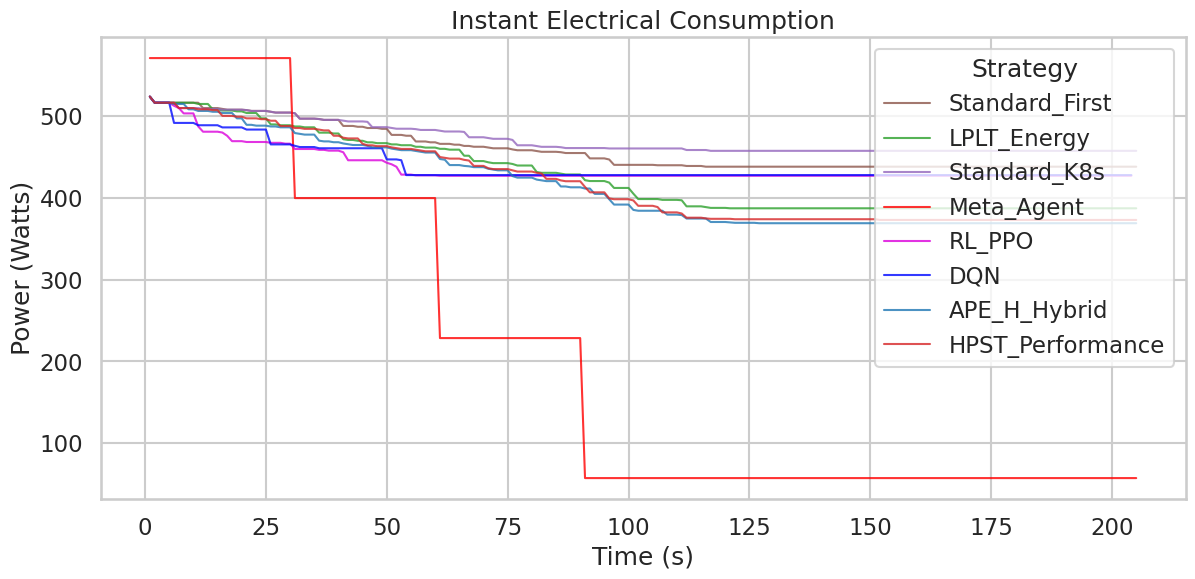 Instant Electrical Consumption
Power (Watts)
500
400
300
200
100
Strategy
Standard_First
LPLT_Energy
Standard_K8s
Meta_Agent
RL_PPO
DQN
APE_H_Hybrid
HPST_Performance
0 25 50 75 100 125 150 175 200
Time (s)